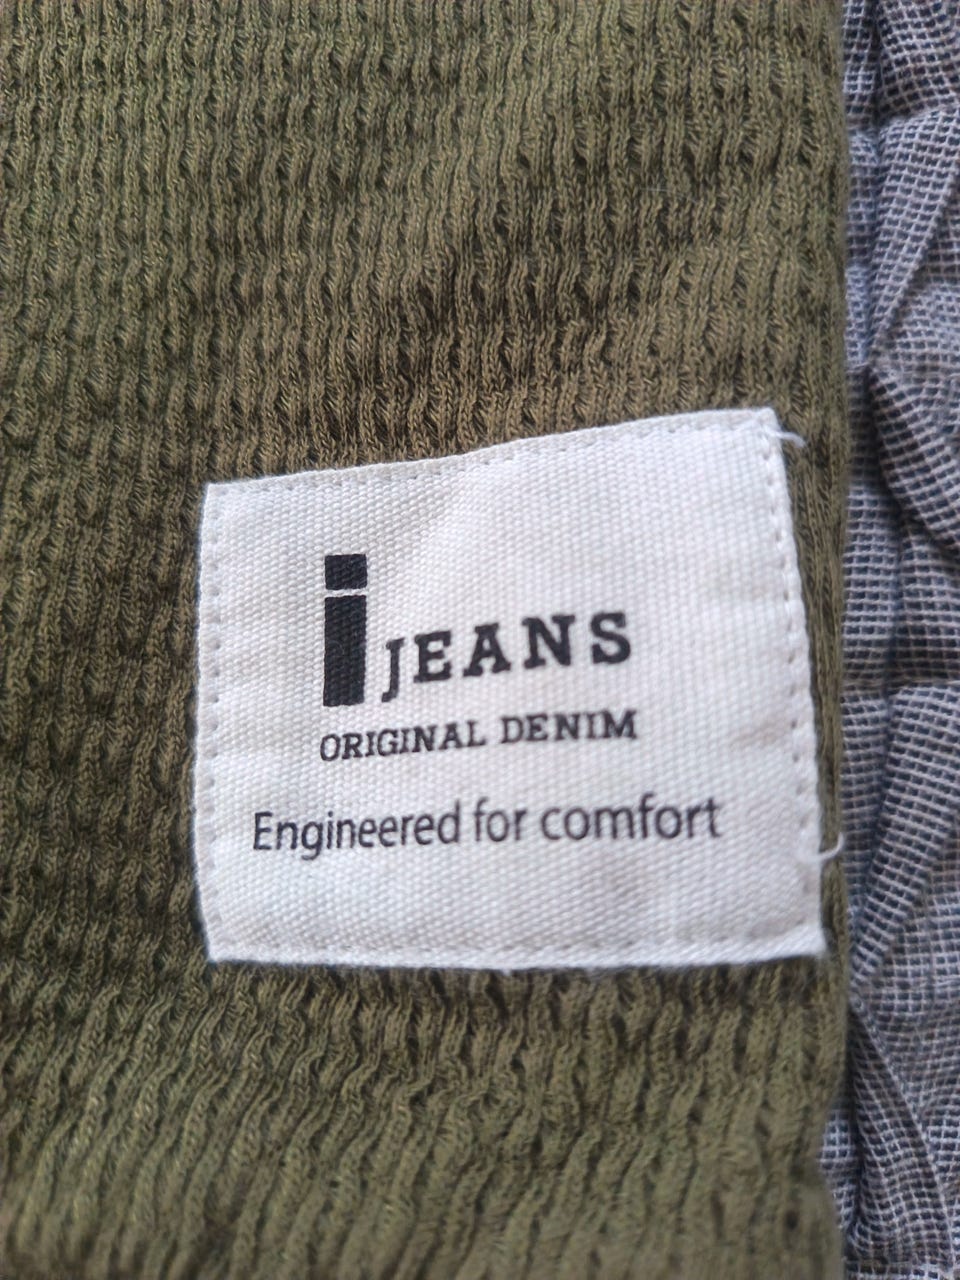 i JEANS
ORIGINAL DENIM
Engineered for comfort